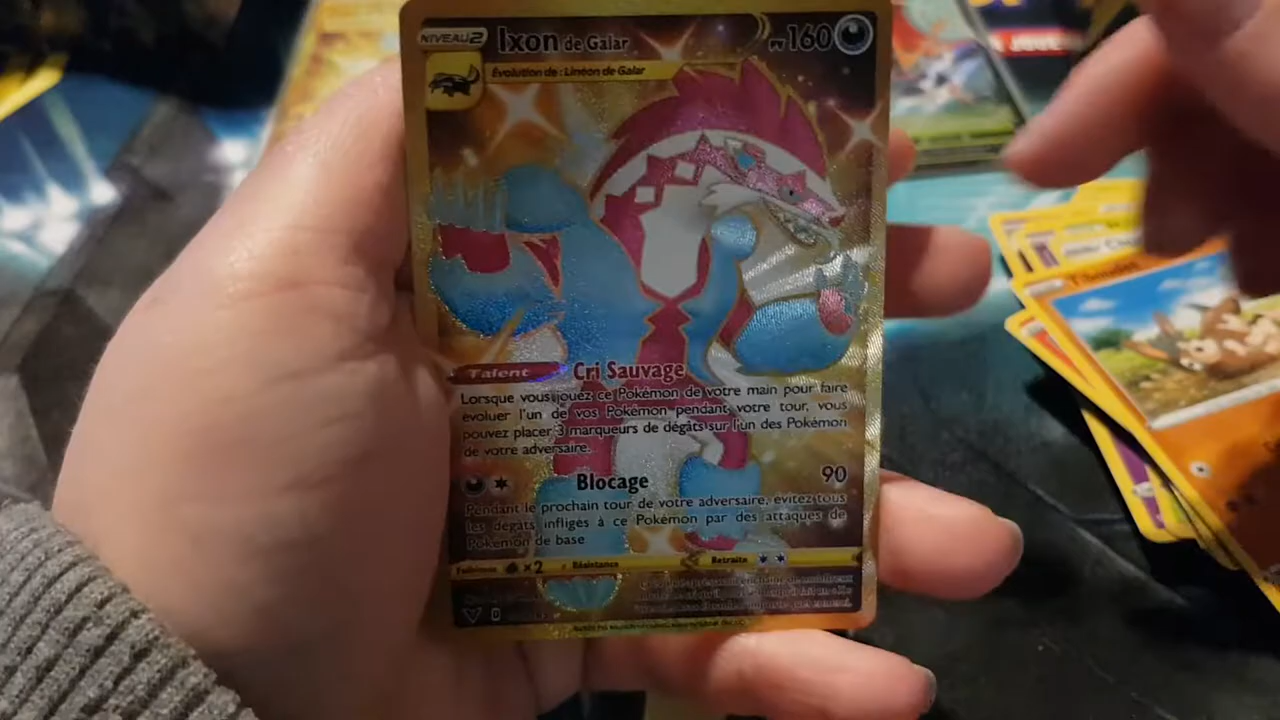 NIVEAU 2
Ixon de Galar
PV 160
Évolution de : Linéon de Galar
Talent Cri Sauvage
Lorsque vous jouez ce Pokémon de votre main pour faire
évoluer l'un de vos Pokémon pendant votre tour, vous
pouvez placer 3 marqueurs de dégâts sur l'un des Pokémon
de votre adversaire.
Blocage 90
Pendant le prochain tour de votre adversaire, évitez tous
les dégâts infligés à ce Pokémon par des attaques de
Pokémon de base
Faiblesse x2 Résistance Retraite
D